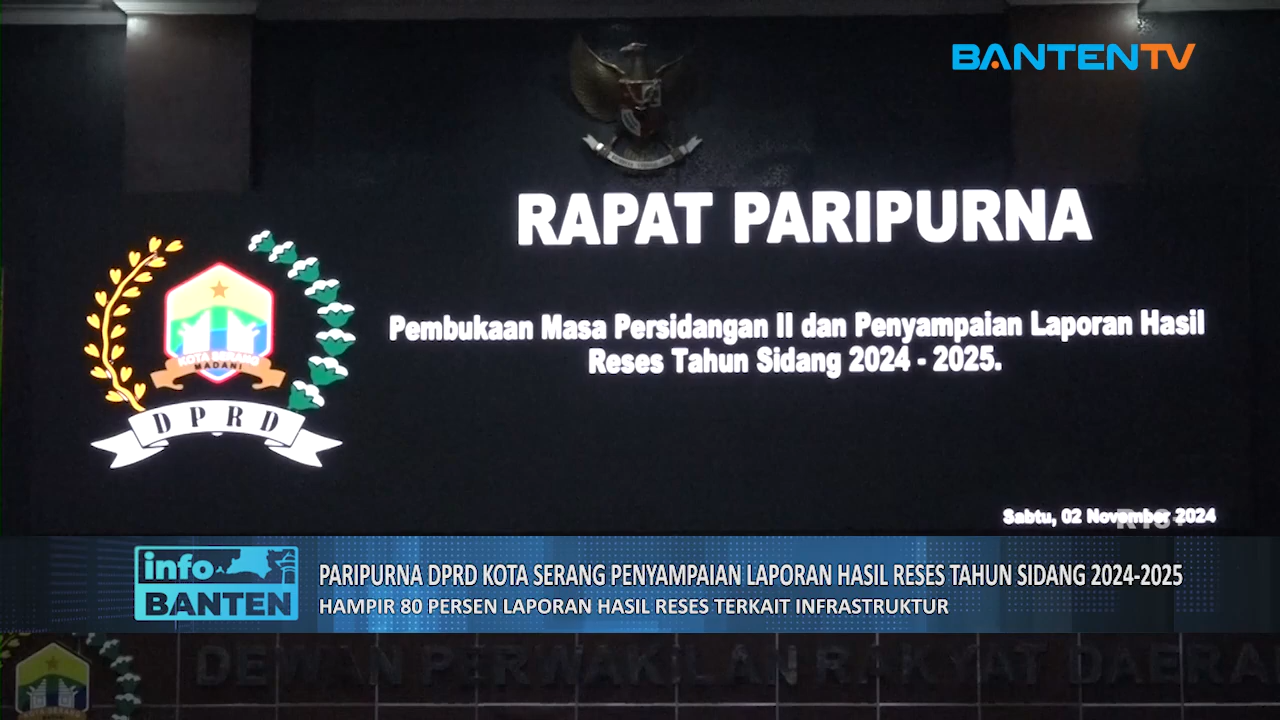 BANTENTV
RAPAT PARIPURNA
Pembukaan Masa Persidangan II dan Penyampaian Laporan Hasil
Reses Tahun Sidang 2024 - 2025.
KOTA SERANG
MADANI
DPRD
Sabtu, 02 November 2024
info
BANTEN
PARIPURNA DPRD KOTA SERANG PENYAMPAIAN LAPORAN HASIL RESES TAHUN SIDANG 2024-2025
HAMPIR 80 PERSEN LAPORAN HASIL RESES TERKAIT INFRASTRUKTUR
DEWAN PERWAKILAN RAKYAT DAERA